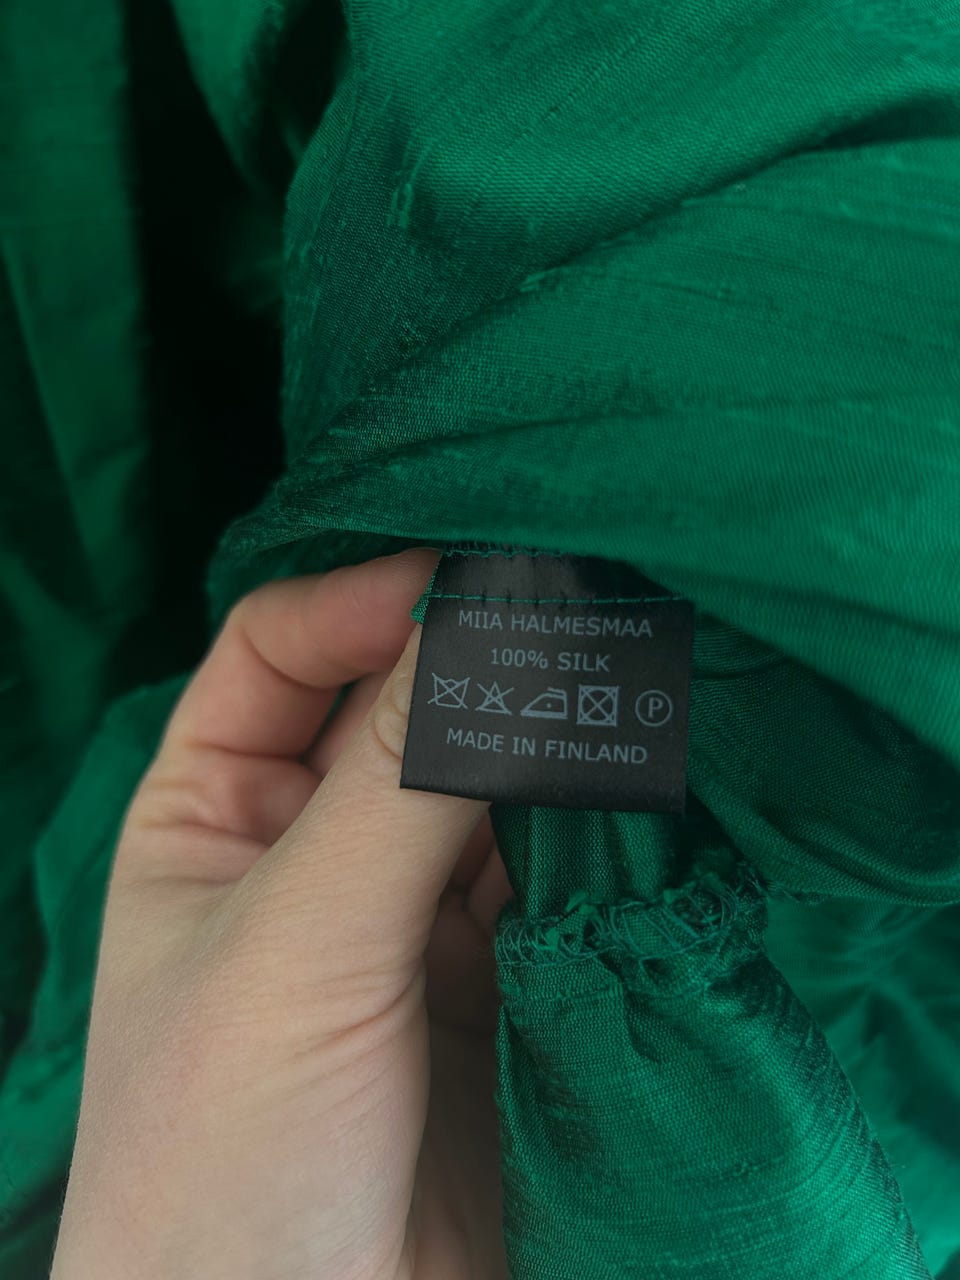 MIIA HALMESMAA
100% SILK
P
MADE IN FINLAND